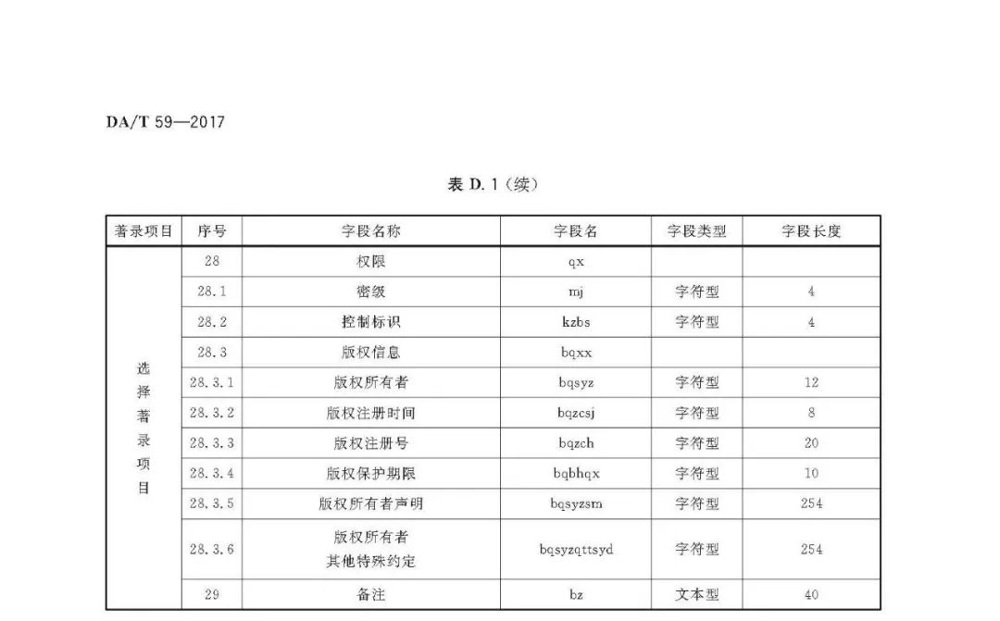 DA/T 59—2017
表 D.1（续）
著录项目 序号 字段名称 字段名 字段类型 字段长度
选择著录项目
28 权限 qx
28.1 密级 mj 字符型 4
28.2 控制标识 kzbs 字符型 4
28.3 版权信息 bqxx
28.3.1 版权所有者 bqsyz 字符型 12
28.3.2 版权注册时间 bqzcsj 字符型 8
28.3.3 版权注册号 bqzch 字符型 20
28.3.4 版权保护期限 bqbhqx 字符型 10
28.3.5 版权所有者声明 bqsyzsm 字符型 254
28.3.6 版权所有者
其他特殊约定 bqsyzqttsyd 字符型 254
29 备注 bz 文本型 40